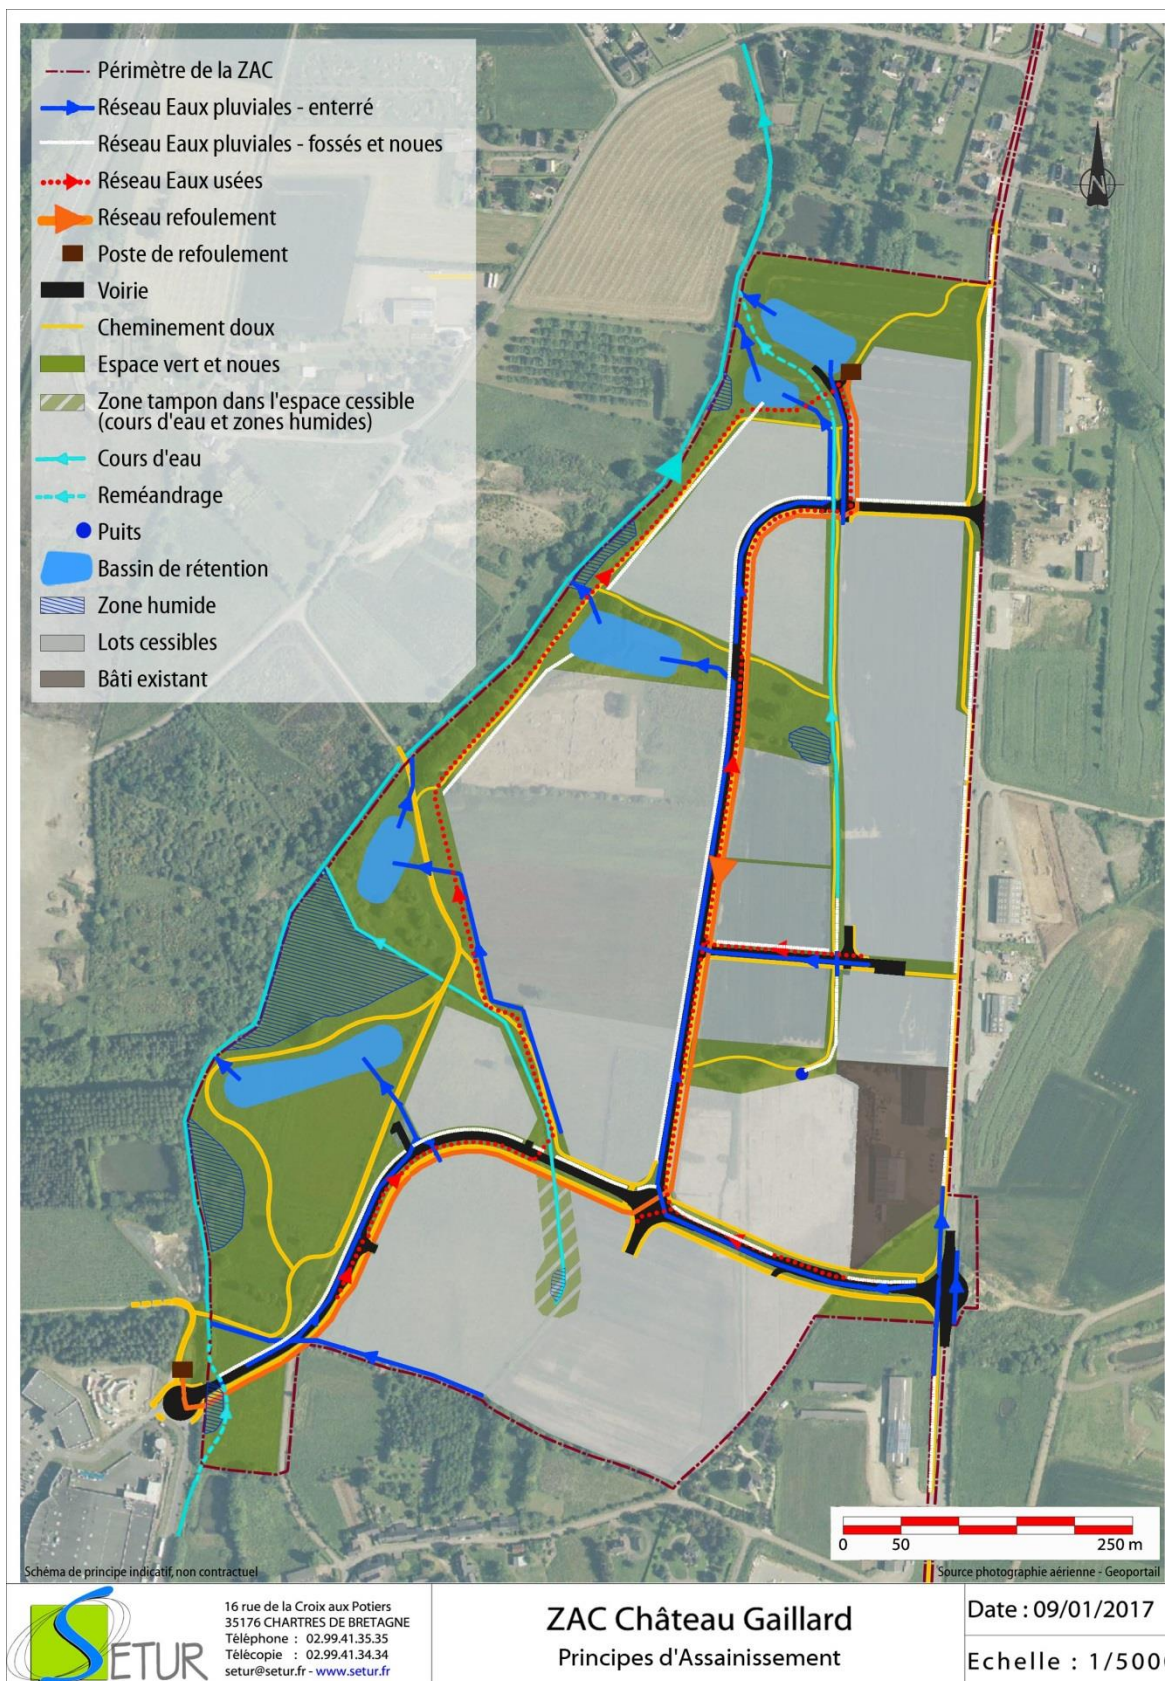 Périmètre de la ZAC
Réseau Eaux pluviales - enterré
Réseau Eaux pluviales - fossés et noues
Réseau Eaux usées
Réseau refoulement
Poste de refoulement
Voirie
Cheminement doux
Espace vert et noues
Zone tampon dans l'espace cessible
(cours d'eau et zones humides)
Cours d'eau
Reméandrage
Puits
Bassin de rétention
Zone humide
Lots cessibles
Bâti existant
N
0 50 250 m
Schéma de principe indicatif, non contractuel
Source photographie aérienne - Geoportail
SETUR
16 rue de la Croix aux Potiers
35176 CHARTRES DE BRETAGNE
Téléphone : 02.99.41.35.35
Télécopie : 02.99.41.34.34
setur@setur.fr - www.setur.fr
ZAC Château Gaillard
Principes d'Assainissement
Date : 09/01/2017
Echelle : 1/5000